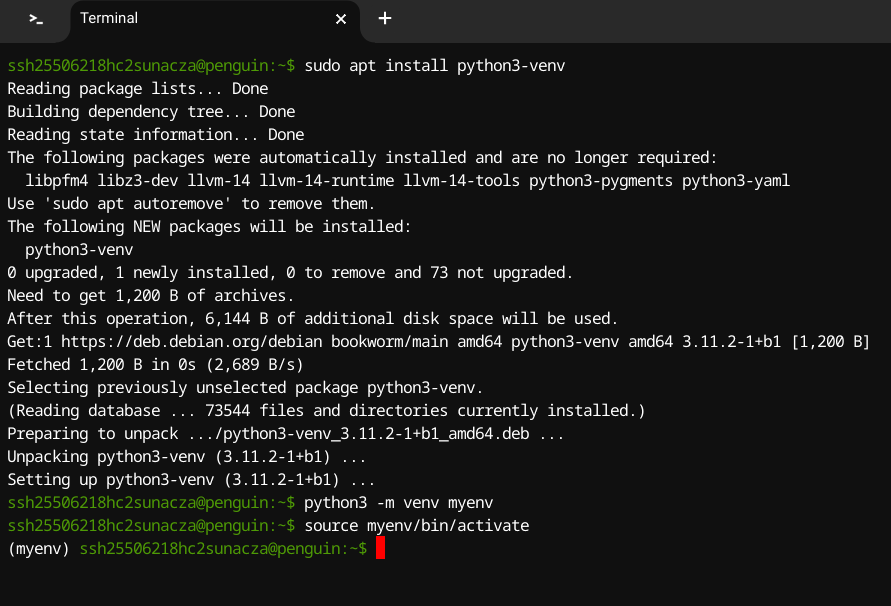 Terminal
ssh25506218hc2sunacza@penguin:~$ sudo apt install python3-venv
Reading package lists... Done
Building dependency tree... Done
Reading state information... Done
The following packages were automatically installed and are no longer required:
  libpfm4 libz3-dev llvm-14 llvm-14-runtime llvm-14-tools python3-pygments python3-yaml
Use 'sudo apt autoremove' to remove them.
The following NEW packages will be installed:
  python3-venv
0 upgraded, 1 newly installed, 0 to remove and 73 not upgraded.
Need to get 1,200 B of archives.
After this operation, 6,144 B of additional disk space will be used.
Get:1 https://deb.debian.org/debian bookworm/main amd64 python3-venv amd64 3.11.2-1+b1 [1,200 B]
Fetched 1,200 B in 0s (2,689 B/s)
Selecting previously unselected package python3-venv.
(Reading database ... 73544 files and directories currently installed.)
Preparing to unpack .../python3-venv_3.11.2-1+b1_amd64.deb ...
Unpacking python3-venv (3.11.2-1+b1) ...
Setting up python3-venv (3.11.2-1+b1) ...
ssh25506218hc2sunacza@penguin:~$ python3 -m venv myenv
ssh25506218hc2sunacza@penguin:~$ source myenv/bin/activate
(myenv) ssh25506218hc2sunacza@penguin:~$